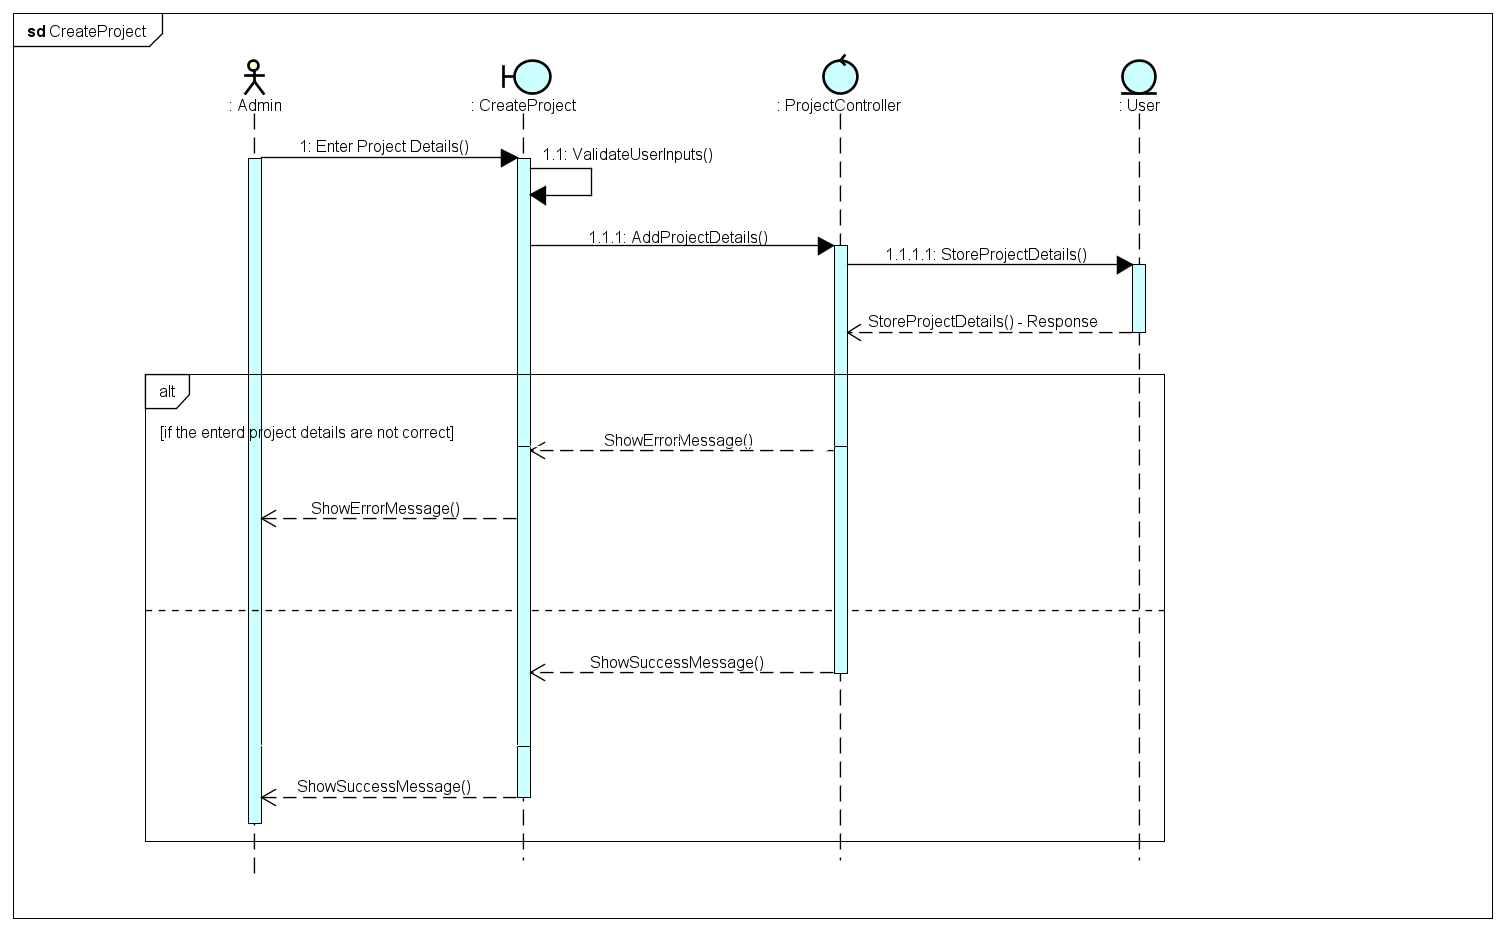 sd CreateProject
: Admin
: CreateProject
: ProjectController
: User
1: Enter Project Details()
1.1: ValidateUserInputs()
1.1.1: AddProjectDetails()
1.1.1.1: StoreProjectDetails()
StoreProjectDetails() - Response
alt
[if the enterd project details are not correct]
ShowErrorMessage()
ShowErrorMessage()
ShowSuccessMessage()
ShowSuccessMessage()